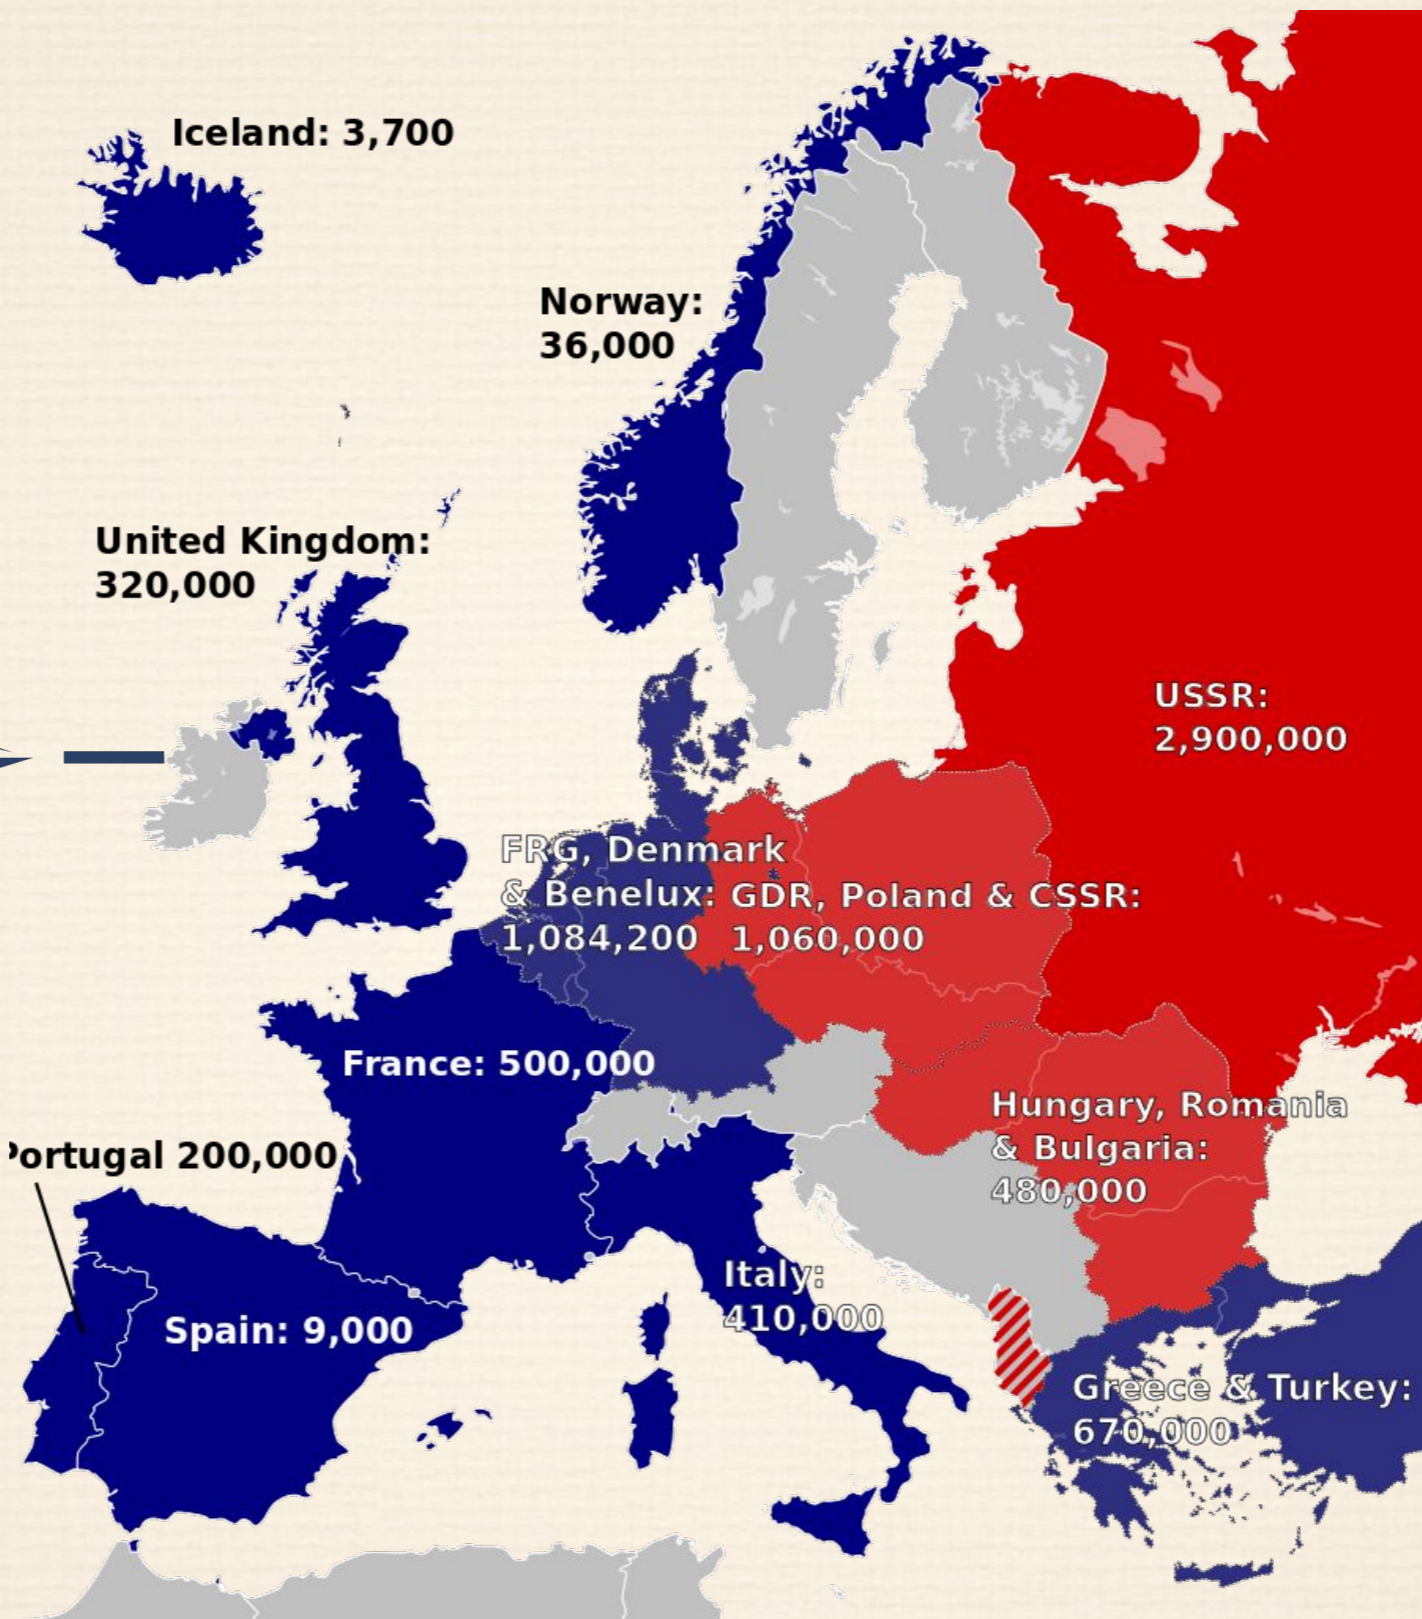 Iceland: 3,700
Norway:
36,000
United Kingdom:
320,000
USSR:
2,900,000
FRG, Denmark
& Benelux:
1,084,200
GDR, Poland & CSSR:
1,060,000
France: 500,000
Hungary, Romania
& Bulgaria:
480,000
Portugal 200,000
Italy:
410,000
Spain: 9,000
Greece & Turkey:
670,000